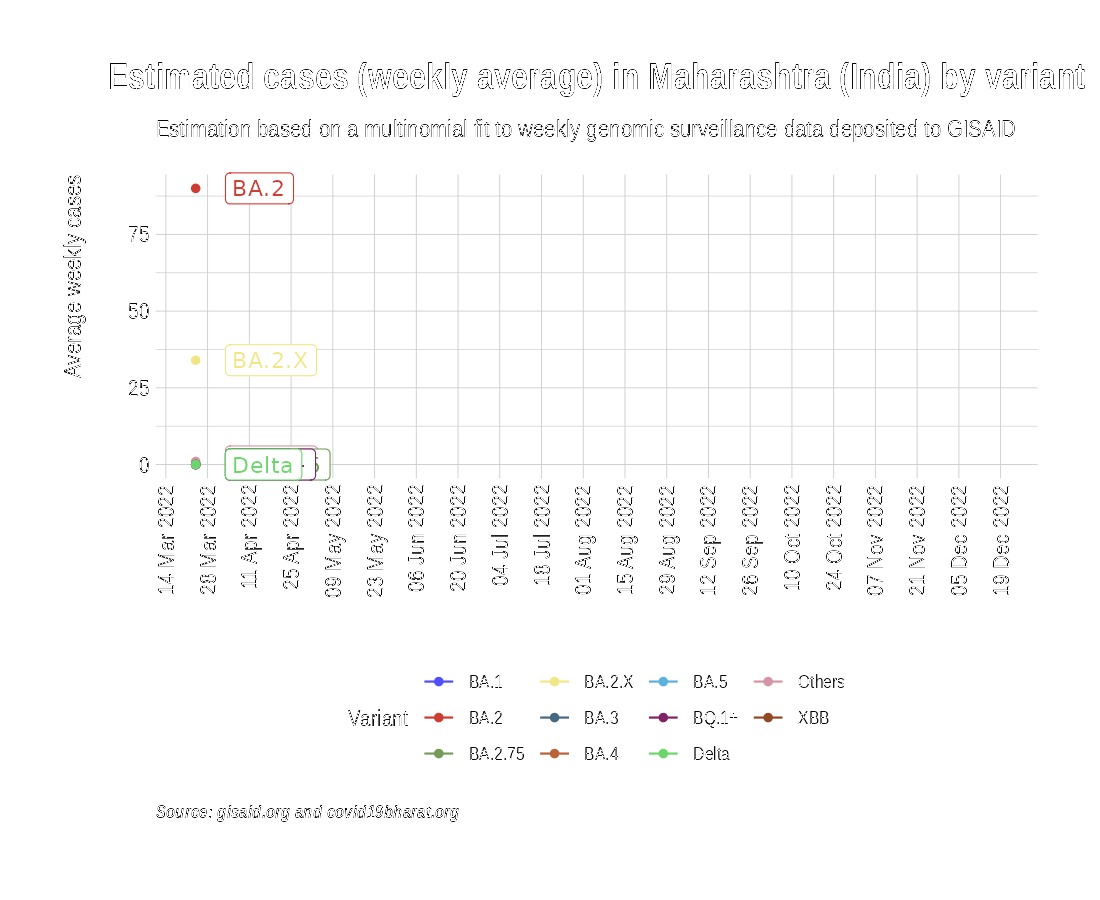 Estimated cases (weekly average) in Maharashtra (India) by variant
Estimation based on a multinomial fit to weekly genomic surveillance data deposited to GISAID
Average weekly cases
75
50
25
0
BA.2
BA.2.X
Delta
14 Mar 2022
28 Mar 2022
11 Apr 2022
25 Apr 2022
09 May 2022
23 May 2022
06 Jun 2022
20 Jun 2022
04 Jul 2022
18 Jul 2022
01 Aug 2022
15 Aug 2022
29 Aug 2022
12 Sep 2022
26 Sep 2022
10 Oct 2022
24 Oct 2022
07 Nov 2022
21 Nov 2022
05 Dec 2022
19 Dec 2022
Variant
BA.1
BA.2
BA.2.75
BA.2.X
BA.3
BA.4
BA.5
BQ.1+
Delta
Others
XBB
Source: gisaid.org and covid19bharat.org